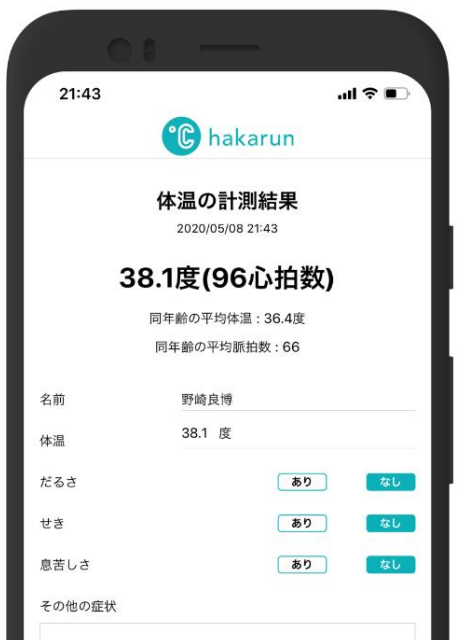 21:43
℃ hakarun
体温の計測結果
2020/05/08 21:43
38.1度(96心拍数)
同年齢の平均体温 : 36.4度
同年齢の平均脈拍数 : 66
名前 野崎良博
体温 38.1 度
だるさ あり なし
せき あり なし
息苦しさ あり なし
その他の症状